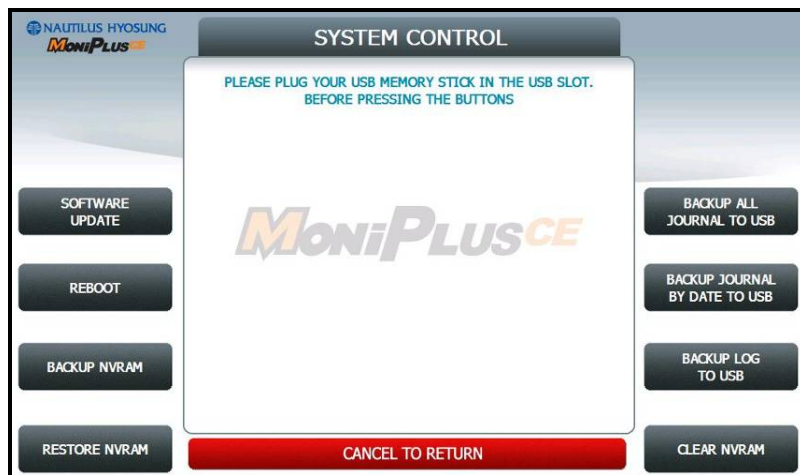 NAUTILUS HYOSUNG
MONIPLUSCE
SYSTEM CONTROL
PLEASE PLUG YOUR USB MEMORY STICK IN THE USB SLOT.
BEFORE PRESSING THE BUTTONS
MONIPLUSCE
SOFTWARE
UPDATE
REBOOT
BACKUP NVRAM
RESTORE NVRAM
BACKUP ALL
JOURNAL TO USB
BACKUP JOURNAL
BY DATE TO USB
BACKUP LOG
TO USB
CLEAR NVRAM
CANCEL TO RETURN